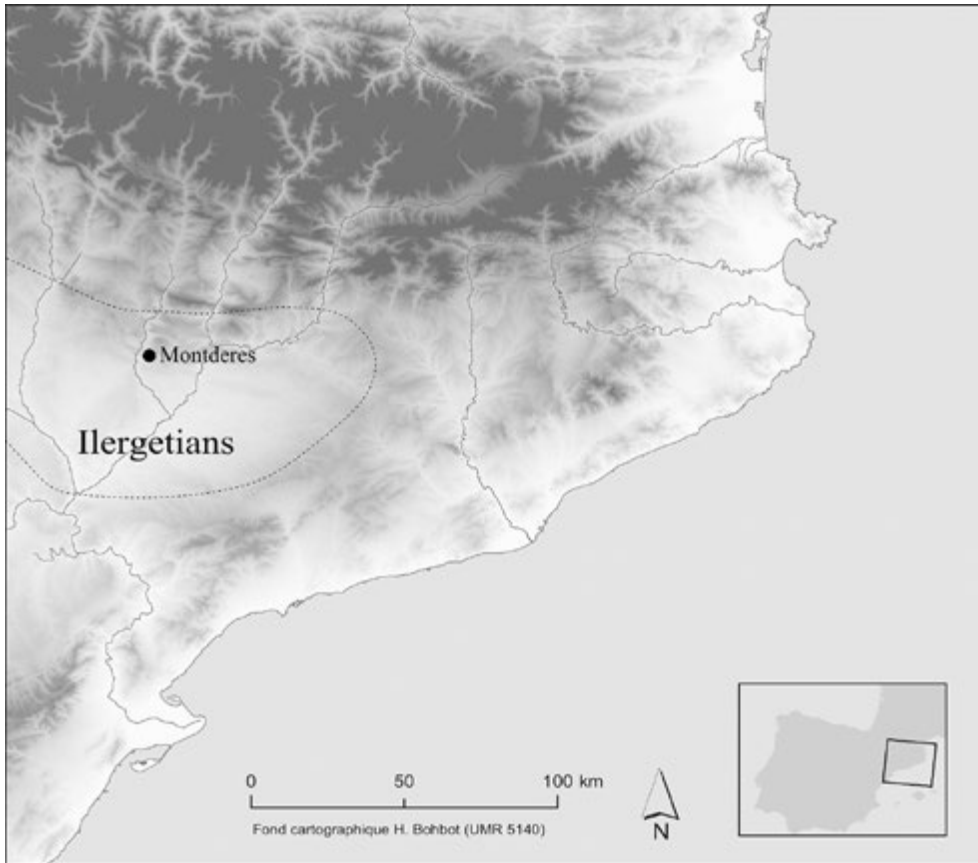 Montderes
Ilergetians
0 50 100 km
Fond cartographique H. Bohbot (UMR 5140)
N